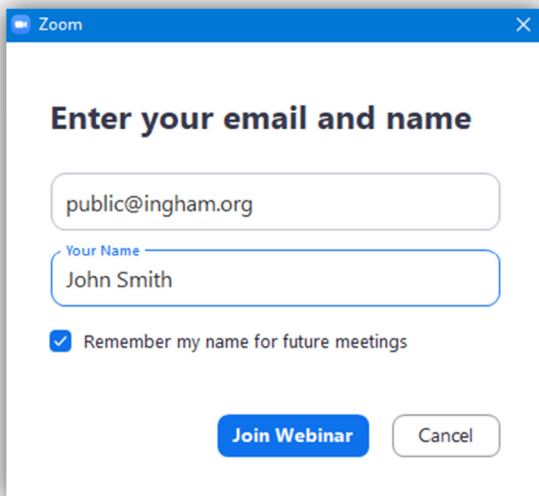 Zoom
Enter your email and name
public@ingham.org
Your Name
John Smith
Remember my name for future meetings
Join Webinar Cancel